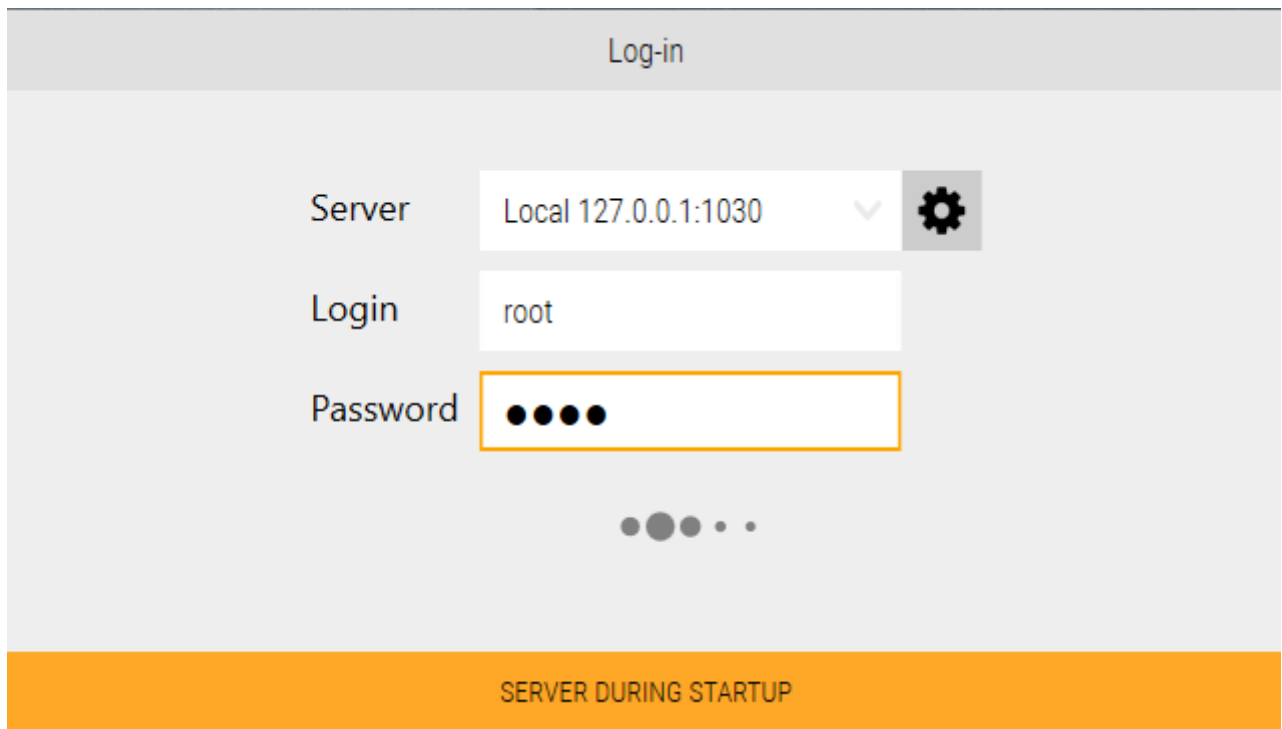 Log-in
Server Local 127.0.0.1:1030
Login root
Password ●●●●
SERVER DURING STARTUP